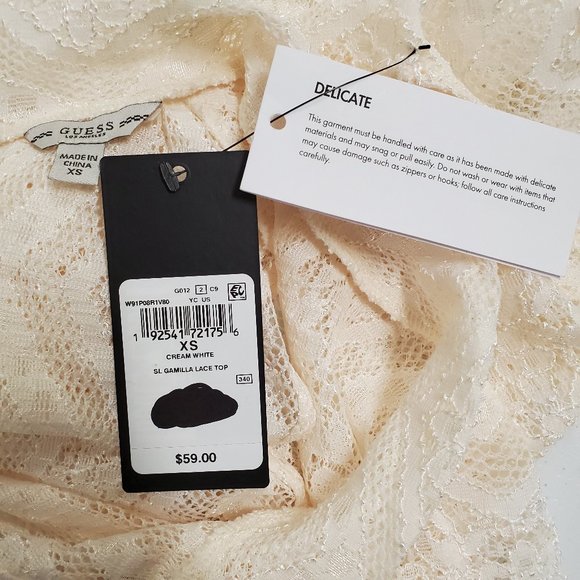 GUESS
LOS ANGELES
MADE IN
CHINA
XS
DELICATE
This garment must be handled with care as it has been made with delicate
materials and may snag or pull easily. Do not wash or wear with items that
may cause damage such as zippers or hooks; follow all care instructions
carefully.
G012 2 C9
W91P08R1V80 YC US
1 92541 72175 6
XS
CREAM WHITE
SL GAMILLA LACE TOP
340
$59.00